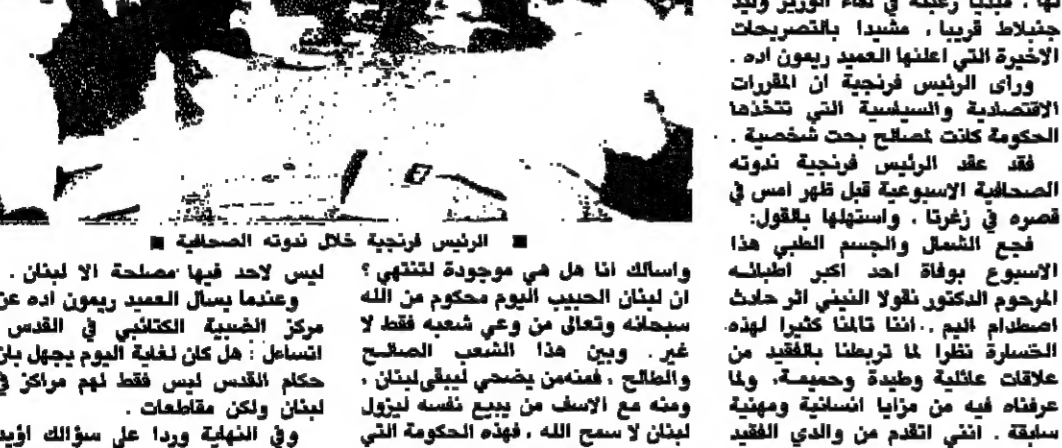 لها ، مبديا رغبته في لقاء الوزير وليد
جنبلاط قريبا ، مشيدا بالتصريحات
الاخيرة التي اعلنها العميد ريمون اده .
وراى الرئيس فرنجية ان المقررات
الاقتصادية والسياسية التي تتخذها
الحكومة كانت لمصالح بحت شخصية .
فقد عقد الرئيس فرنجية ندوته
الصحافية الاسبوعية قبل ظهر امس في
قصره في زغرتا ، واستهلها بالقول:
فجع الشمال والجسم الطبي هذا
الاسبوع بوفاة احد اكبر اطبائه
المرحوم الدكتور نقولا النيني اثر حادث
اصطدام اليم . اننا تالمنا كثيرا لهذه
الخسارة نظرا لما تربطنا بالفقيد من
علاقات عائلية وطيدة وحميمة، ولما
عرفناه فيه من مزايا انسانية ومهنية
سابقة . انني اتقدم من والدي الفقيد
■ الرئيس فرنجية خلال ندوته الصحافية ■
واسالك انا هل هي موجودة لتنتهي ؟
ان لبنان الحبيب اليوم محكوم من الله
سبحانه وتعالى من وعي شعبه فقط لا
غير . وبين هذا الشعب الصالح
والطالح ، فمنه من يضحي ليبقى لبنان ،
ومنه مع الاسف من يبيع نفسه ليزول
لبنان لا سمح الله ، فهذه الحكومة التي
ليس لاحد فيها مصلحة الا لبنان .
وعندما يسال العميد ريمون اده عن
مركز الضبية الكتائبي في القدس
اتساءل : هل كان لغاية اليوم يجهل بان
حكام القدس ليس فقط لهم مراكز في
لبنان ولكن مقاطعات .
وفي النهاية وردا على سؤالك اؤيد